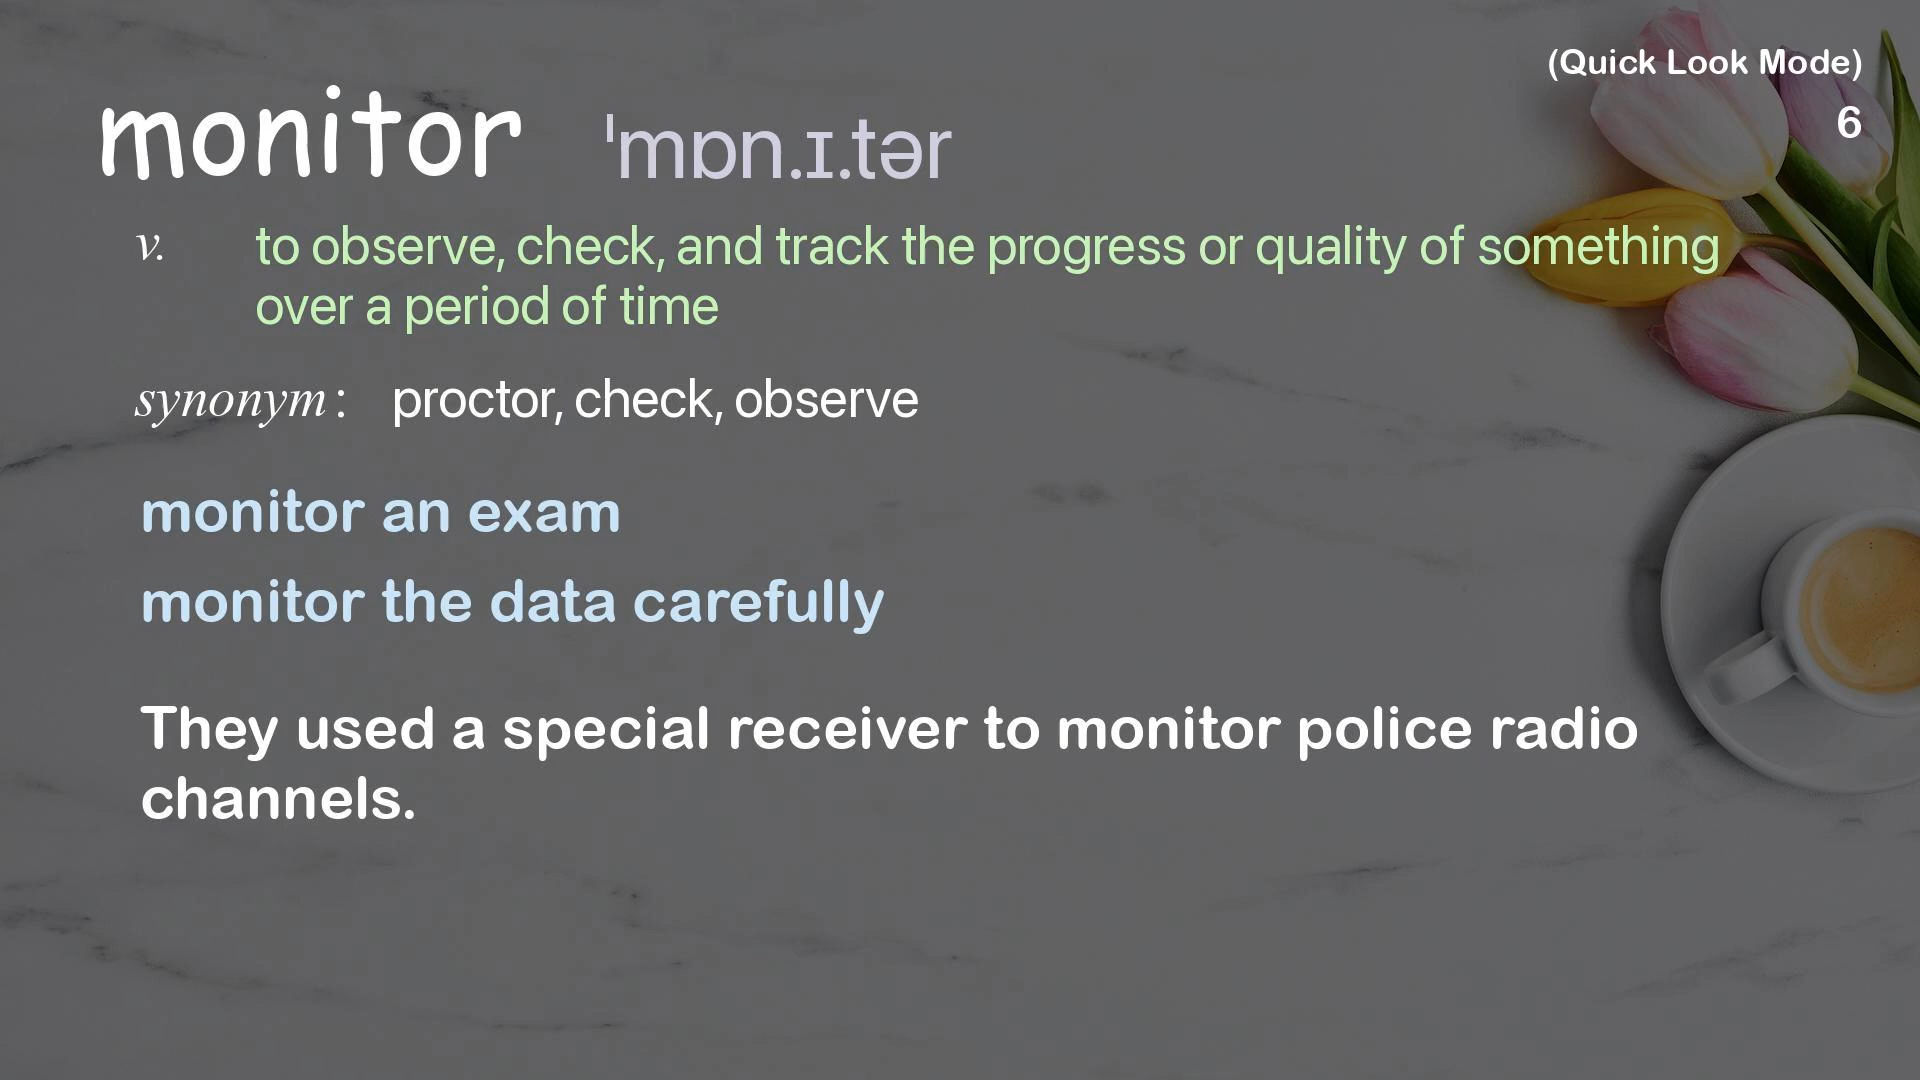 (Quick Look Mode)
6
monitor ˈmɒn.ɪ.tər
v. to observe, check, and track the progress or quality of something
over a period of time
synonym : proctor, check, observe
monitor an exam
monitor the data carefully
They used a special receiver to monitor police radio
channels.